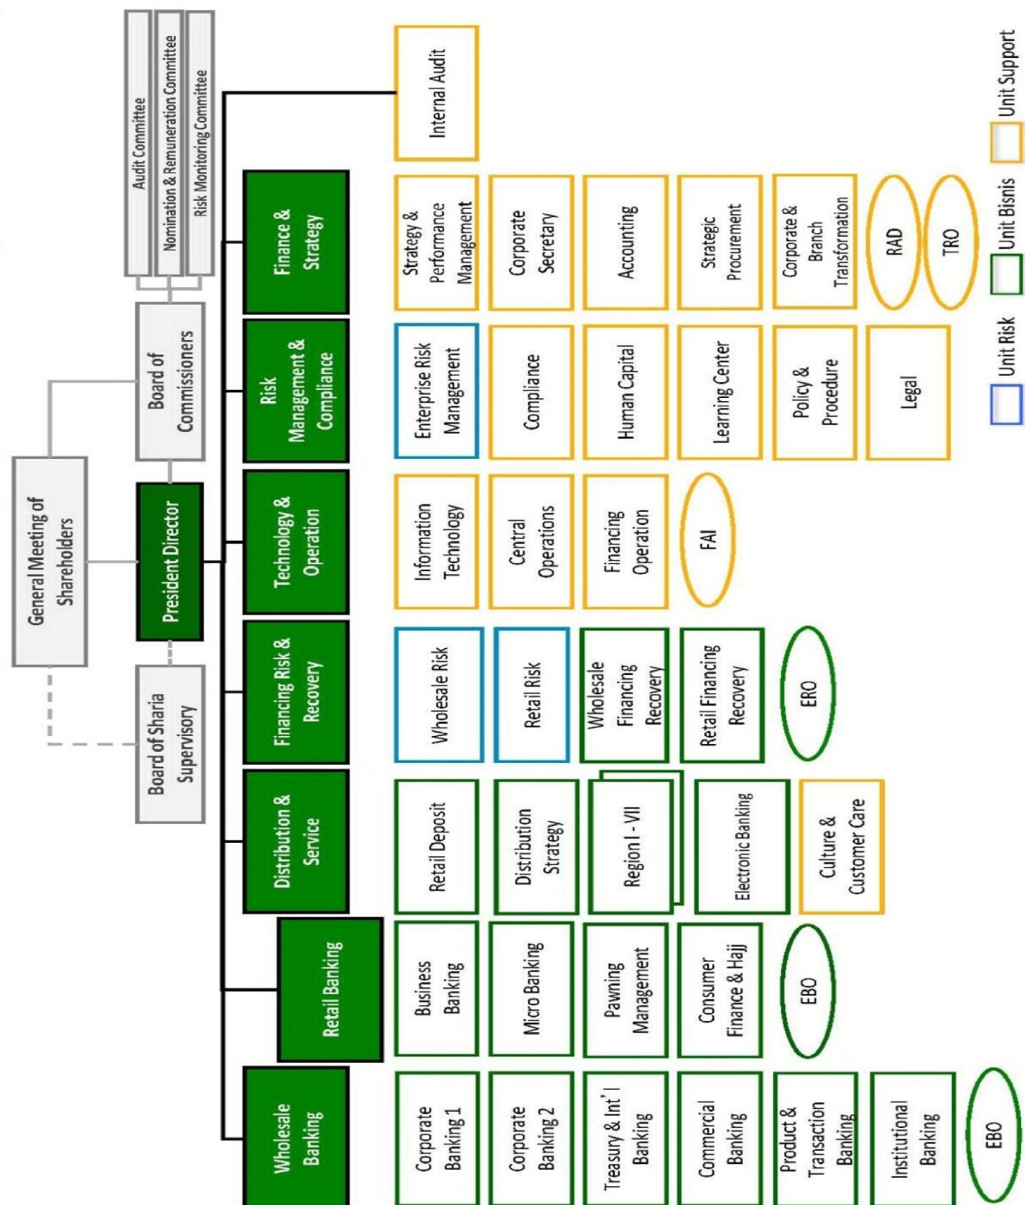 General Meeting of
Shareholders
Board of Sharia
Supervisory
President Director
Board of
Commissioners
Audit Committee
Nomination & Remuneration Committee
Risk Monitoring Committee
Wholesale
Banking
Retail Banking
Distribution &
Service
Financing Risk &
Recovery
Technology &
Operation
Risk
Management &
Compliance
Finance &
Strategy
Corporate
Banking 1
Corporate
Banking 2
Treasury & Int' l
Banking
Commercial
Banking
Product &
Transaction
Banking
Institutional
Banking
EBO
Business
Banking
Micro Banking
Pawning
Management
Consumer
Finance & Hajj
EBO
Retail Deposit
Distribution
Strategy
Region I - VII
Electronic Banking
Culture &
Customer Care
Wholesale Risk
Retail Risk
Wholesale
Financing
Recovery
Retail Financing
Recovery
ERO
Information
Technology
Central
Operations
Financing
Operation
FAI
Enterprise Risk
Management
Compliance
Human Capital
Learning Center
Policy &
Procedure
Legal
Strategy &
Performance
Management
Corporate
Secretary
Accounting
Strategic
Procurement
Corporate &
Branch
Transformation
RAD
TRO
Internal Audit
Unit Risk
Unit Bisnis
Unit Support